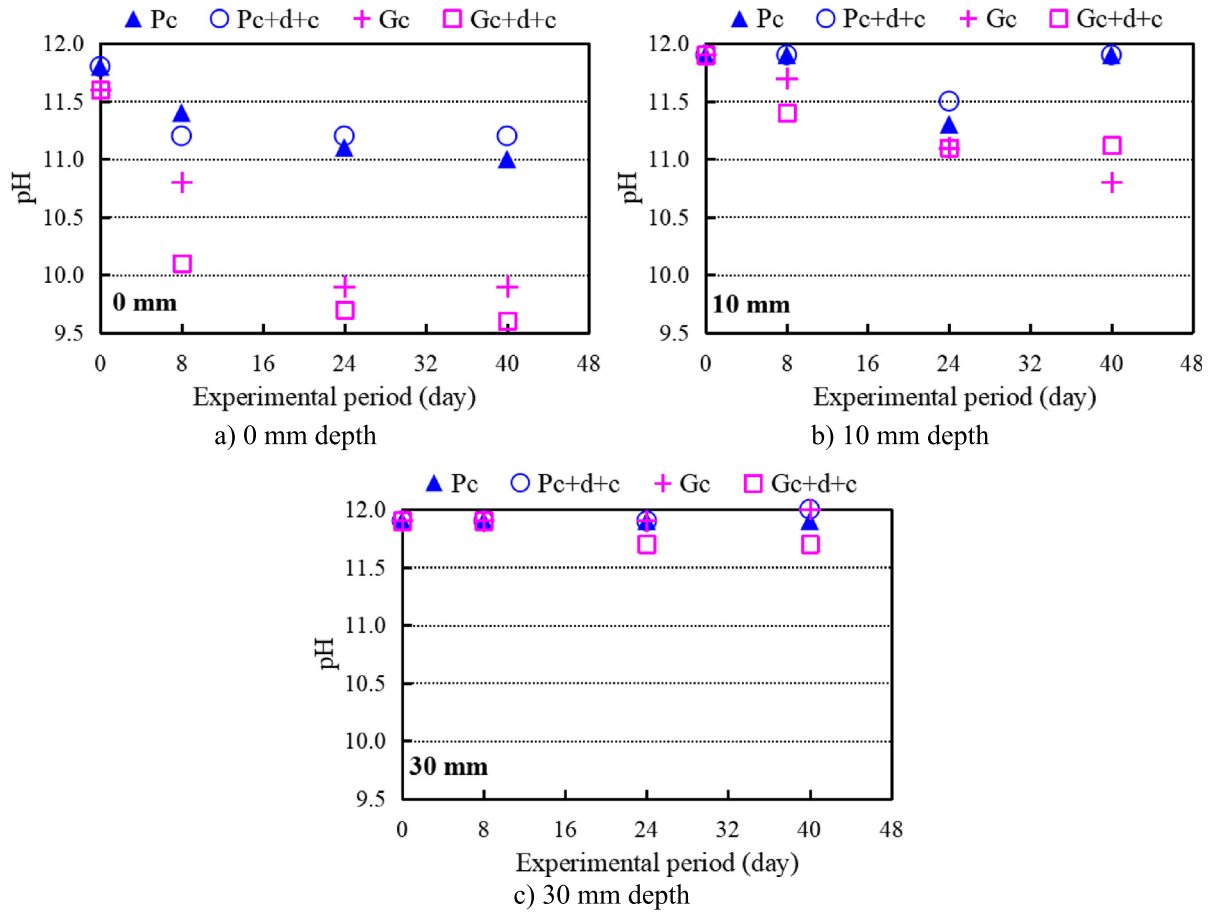 Pc Pc+d+c Gc Gc+d+c
12.0
11.5
11.0
10.5
10.0
9.5
pH
0 mm
0 8 16 24 32 40 48
Experimental period (day)
a) 0 mm depth
Pc Pc+d+c Gc Gc+d+c
12.0
11.5
11.0
10.5
10.0
9.5
pH
10 mm
0 8 16 24 32 40 48
Experimental period (day)
b) 10 mm depth
Pc Pc+d+c Gc Gc+d+c
12.0
11.5
11.0
10.5
10.0
9.5
pH
30 mm
0 8 16 24 32 40 48
Experimental period (day)
c) 30 mm depth